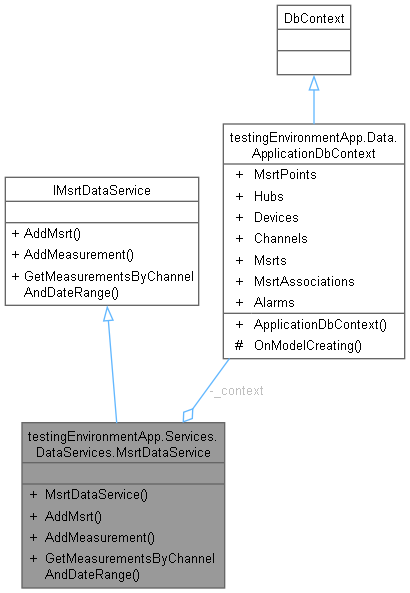 DbContext
testingEnvironmentApp.Data.
ApplicationDbContext
+ MsrtPoints
+ Hubs
+ Devices
+ Channels
+ Msrts
+ MsrtAssociations
+ Alarms
+ ApplicationDbContext()
# OnModelCreating()
IMsrtDataService
+ AddMsrt()
+ AddMeasurement()
+ GetMeasurementsByChannel
AndDateRange()
-_context
testingEnvironmentApp.Services.
DataServices.MsrtDataService
+ MsrtDataService()
+ AddMsrt()
+ AddMeasurement()
+ GetMeasurementsByChannel
AndDateRange()